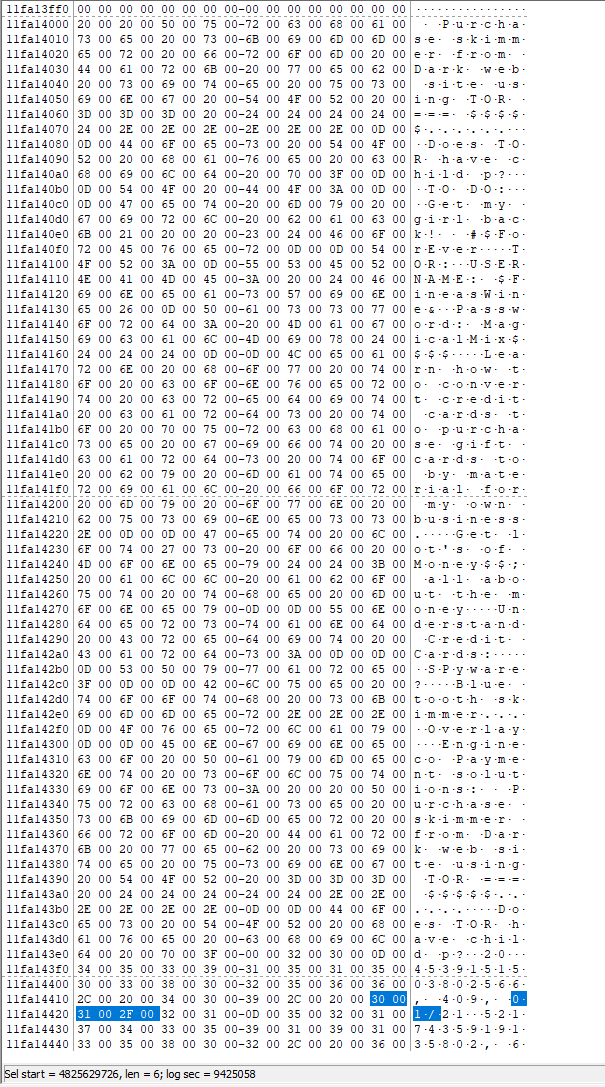 11fa13ff0 00 00 00 00 00 00 00 00-00 00 00 00 00 00 00 00 ················
11fa14000 20 00 20 00 50 00 75 00-72 00 63 00 68 00 61 00  · ·P·u·r·c·h·a·
11fa14010 73 00 65 00 20 00 73 00-6B 00 69 00 6D 00 6D 00 s·e· ·s·k·i·m·m·
11fa14020 65 00 72 00 20 00 66 00-72 00 6F 00 6D 00 20 00 e·r· ·f·r·o·m· ·
11fa14030 44 00 61 00 72 00 6B 00-20 00 77 00 65 00 62 00 D·a·r·k· ·w·e·b·
11fa14040 20 00 73 00 69 00 74 00-65 00 20 00 75 00 73 00  ·s·i·t·e· ·u·s·
11fa14050 69 00 6E 00 67 00 20 00-54 00 4F 00 52 00 20 00 i·n·g· ·T·O·R· ·
11fa14060 3D 00 3D 00 3D 00 20 00-24 00 24 00 24 00 24 00 =·=·=· ·$·$·$·$·
11fa14070 24 00 2E 00 2E 00 2E 00-2E 00 2E 00 2E 00 0D 00 $·.·.·.·.·.·.···
11fa14080 0D 00 44 00 6F 00 65 00-73 00 20 00 54 00 4F 00 ··D·o·e·s· ·T·O·
11fa14090 52 00 20 00 68 00 61 00-76 00 65 00 20 00 63 00 R· ·h·a·v·e· ·c·
11fa140a0 68 00 69 00 6C 00 64 00-20 00 70 00 3F 00 0D 00 h·i·l·d· ·p·?···
11fa140b0 0D 00 54 00 4F 00 20 00-44 00 4F 00 3A 00 0D 00 ··T·O· ·D·O·:···
11fa140c0 0D 00 47 00 65 00 74 00-20 00 6D 00 79 00 20 00 ··G·e·t· ·m·y· ·
11fa140d0 67 00 69 00 72 00 6C 00-20 00 62 00 61 00 63 00 g·i·r·l· ·b·a·c·
11fa140e0 6B 00 21 00 20 00 20 00-23 00 24 00 46 00 6F 00 k·!· · ·#·$·F·o·
11fa140f0 72 00 45 00 76 00 65 00-72 00 0D 00 0D 00 54 00 r·E·v·e·r·····T·
11fa14100 4F 00 52 00 3A 00 0D 00-55 00 53 00 45 00 52 00 O·R·:···U·S·E·R·
11fa14110 4E 00 41 00 4D 00 45 00-3A 00 20 00 24 00 46 00 N·A·M·E·:· ·$·F·
11fa14120 69 00 6E 00 65 00 61 00-73 00 57 00 69 00 6E 00 i·n·e·a·s·W·i·n·
11fa14130 65 00 26 00 0D 00 50 00-61 00 73 00 73 00 77 00 e·&···P·a·s·s·w·
11fa14140 6F 00 72 00 64 00 3A 00-20 00 4D 00 61 00 67 00 o·r·d·:· ·M·a·g·
11fa14150 69 00 63 00 61 00 6C 00-4D 00 69 00 78 00 24 00 i·c·a·l·M·i·x·$·
11fa14160 24 00 24 00 24 00 0D 00-0D 00 4C 00 65 00 61 00 $·$·$·····L·e·a·
11fa14170 72 00 6E 00 20 00 68 00-6F 00 77 00 20 00 74 00 r·n· ·h·o·w· ·t·
11fa14180 6F 00 20 00 63 00 6F 00-6E 00 76 00 65 00 72 00 o· ·c·o·n·v·e·r·
11fa14190 74 00 20 00 63 00 72 00-65 00 64 00 69 00 74 00 t· ·c·r·e·d·i·t·
11fa141a0 20 00 63 00 61 00 72 00-64 00 73 00 20 00 74 00  ·c·a·r·d·s· ·t·
11fa141b0 6F 00 20 00 70 00 75 00-72 00 63 00 68 00 61 00 o· ·p·u·r·c·h·a·
11fa141c0 73 00 65 00 20 00 67 00-69 00 66 00 74 00 20 00 s·e· ·g·i·f·t· ·
11fa141d0 63 00 61 00 72 00 64 00-73 00 20 00 74 00 6F 00 c·a·r·d·s· ·t·o·
11fa141e0 20 00 62 00 79 00 20 00-6D 00 61 00 74 00 65 00  ·b·y· ·m·a·t·e·
11fa141f0 72 00 69 00 61 00 6C 00-20 00 66 00 6F 00 72 00 r·i·a·l· ·f·o·r·
11fa14200 20 00 6D 00 79 00 20 00-6F 00 77 00 6E 00 20 00  ·m·y· ·o·w·n· ·
11fa14210 62 00 75 00 73 00 69 00-6E 00 65 00 73 00 73 00 b·u·s·i·n·e·s·s·
11fa14220 2E 00 0D 00 0D 00 47 00-65 00 74 00 20 00 6C 00 .·····G·e·t· ·l·
11fa14230 6F 00 74 00 27 00 73 00-20 00 6F 00 66 00 20 00 o·t·'·s· ·o·f· ·
11fa14240 4D 00 6F 00 6E 00 65 00-79 00 24 00 24 00 3B 00 M·o·n·e·y·$·$·;·
11fa14250 20 00 61 00 6C 00 6C 00-20 00 61 00 62 00 6F 00  ·a·l·l· ·a·b·o·
11fa14260 75 00 74 00 20 00 74 00-68 00 65 00 20 00 6D 00 u·t· ·t·h·e· ·m·
11fa14270 6F 00 6E 00 65 00 79 00-0D 00 0D 00 55 00 6E 00 o·n·e·y·····U·n·
11fa14280 64 00 65 00 72 00 73 00-74 00 61 00 6E 00 64 00 d·e·r·s·t·a·n·d·
11fa14290 20 00 43 00 72 00 65 00-64 00 69 00 74 00 20 00  ·C·r·e·d·i·t· ·
11fa142a0 43 00 61 00 72 00 64 00-73 00 3A 00 0D 00 0D 00 C·a·r·d·s·:·····
11fa142b0 0D 00 53 00 50 00 79 00-77 00 61 00 72 00 65 00 ··S·P·y·w·a·r·e·
11fa142c0 3F 00 0D 00 0D 00 42 00-6C 00 75 00 65 00 20 00 ?·····B·l·u·e· ·
11fa142d0 74 00 6F 00 6F 00 74 00-68 00 20 00 73 00 6B 00 t·o·o·t·h· ·s·k·
11fa142e0 69 00 6D 00 6D 00 65 00-72 00 2E 00 2E 00 2E 00 i·m·m·e·r·.·.·.·
11fa142f0 0D 00 4F 00 76 00 65 00-72 00 6C 00 61 00 79 00 ··O·v·e·r·l·a·y·
11fa14300 0D 00 0D 00 45 00 6E 00-67 00 69 00 6E 00 65 00 ····E·n·g·i·n·e·
11fa14310 63 00 6F 00 20 00 50 00-61 00 79 00 6D 00 65 00 c·o· ·P·a·y·m·e·
11fa14320 6E 00 74 00 20 00 73 00-6F 00 6C 00 75 00 74 00 n·t· ·s·o·l·u·t·
11fa14330 69 00 6F 00 6E 00 73 00-3A 00 20 00 20 00 50 00 i·o·n·s·:· · ·P·
11fa14340 75 00 72 00 63 00 68 00-61 00 73 00 65 00 20 00 u·r·c·h·a·s·e· ·
11fa14350 73 00 6B 00 69 00 6D 00-6D 00 65 00 72 00 20 00 s·k·i·m·m·e·r· ·
11fa14360 66 00 72 00 6F 00 6D 00-20 00 44 00 61 00 72 00 f·r·o·m· ·D·a·r·
11fa14370 6B 00 20 00 77 00 65 00-62 00 20 00 73 00 69 00 k· ·w·e·b· ·s·i·
11fa14380 74 00 65 00 20 00 75 00-73 00 69 00 6E 00 67 00 t·e· ·u·s·i·n·g·
11fa14390 20 00 54 00 4F 00 52 00-20 00 3D 00 3D 00 3D 00  ·T·O·R· ·=·=·=·
11fa143a0 20 00 24 00 24 00 24 00-24 00 24 00 2E 00 2E 00  ·$·$·$·$·$·.·.·
11fa143b0 2E 00 2E 00 2E 00 2E 00-0D 00 0D 00 44 00 6F 00 .·.·.·.·····D·o·
11fa143c0 65 00 73 00 20 00 54 00-4F 00 52 00 20 00 68 00 e·s· ·T·O·R· ·h·
11fa143d0 61 00 76 00 65 00 20 00-63 00 68 00 69 00 6C 00 a·v·e· ·c·h·i·l·
11fa143e0 64 00 20 00 70 00 3F 00-00 00 32 00 30 00 0D 00 d· ·p·?···2·0···
11fa143f0 34 00 35 00 33 00 39 00-31 00 35 00 31 00 35 00 4·5·3·9·1·5·1·5·
11fa14400 30 00 33 00 38 00 30 00-32 00 35 00 36 00 36 00 0·3·8·0·2·5·6·6·
11fa14410 2C 00 20 00 34 00 30 00-39 00 2C 00 20 00 30 00 ,· ·4·0·9·,· ·0·
11fa14420 31 00 2F 00 32 00 31 00-0D 00 35 00 32 00 31 00 1·/·2·1···5·2·1·
11fa14430 37 00 34 00 33 00 35 00-39 00 31 00 39 00 31 00 7·4·3·5·9·1·9·1·
11fa14440 33 00 35 00 38 00 30 00-32 00 2C 00 20 00 36 00 3·5·8·0·2·,· ·6·
Sel start = 4825629726, len = 6; log sec = 9425058